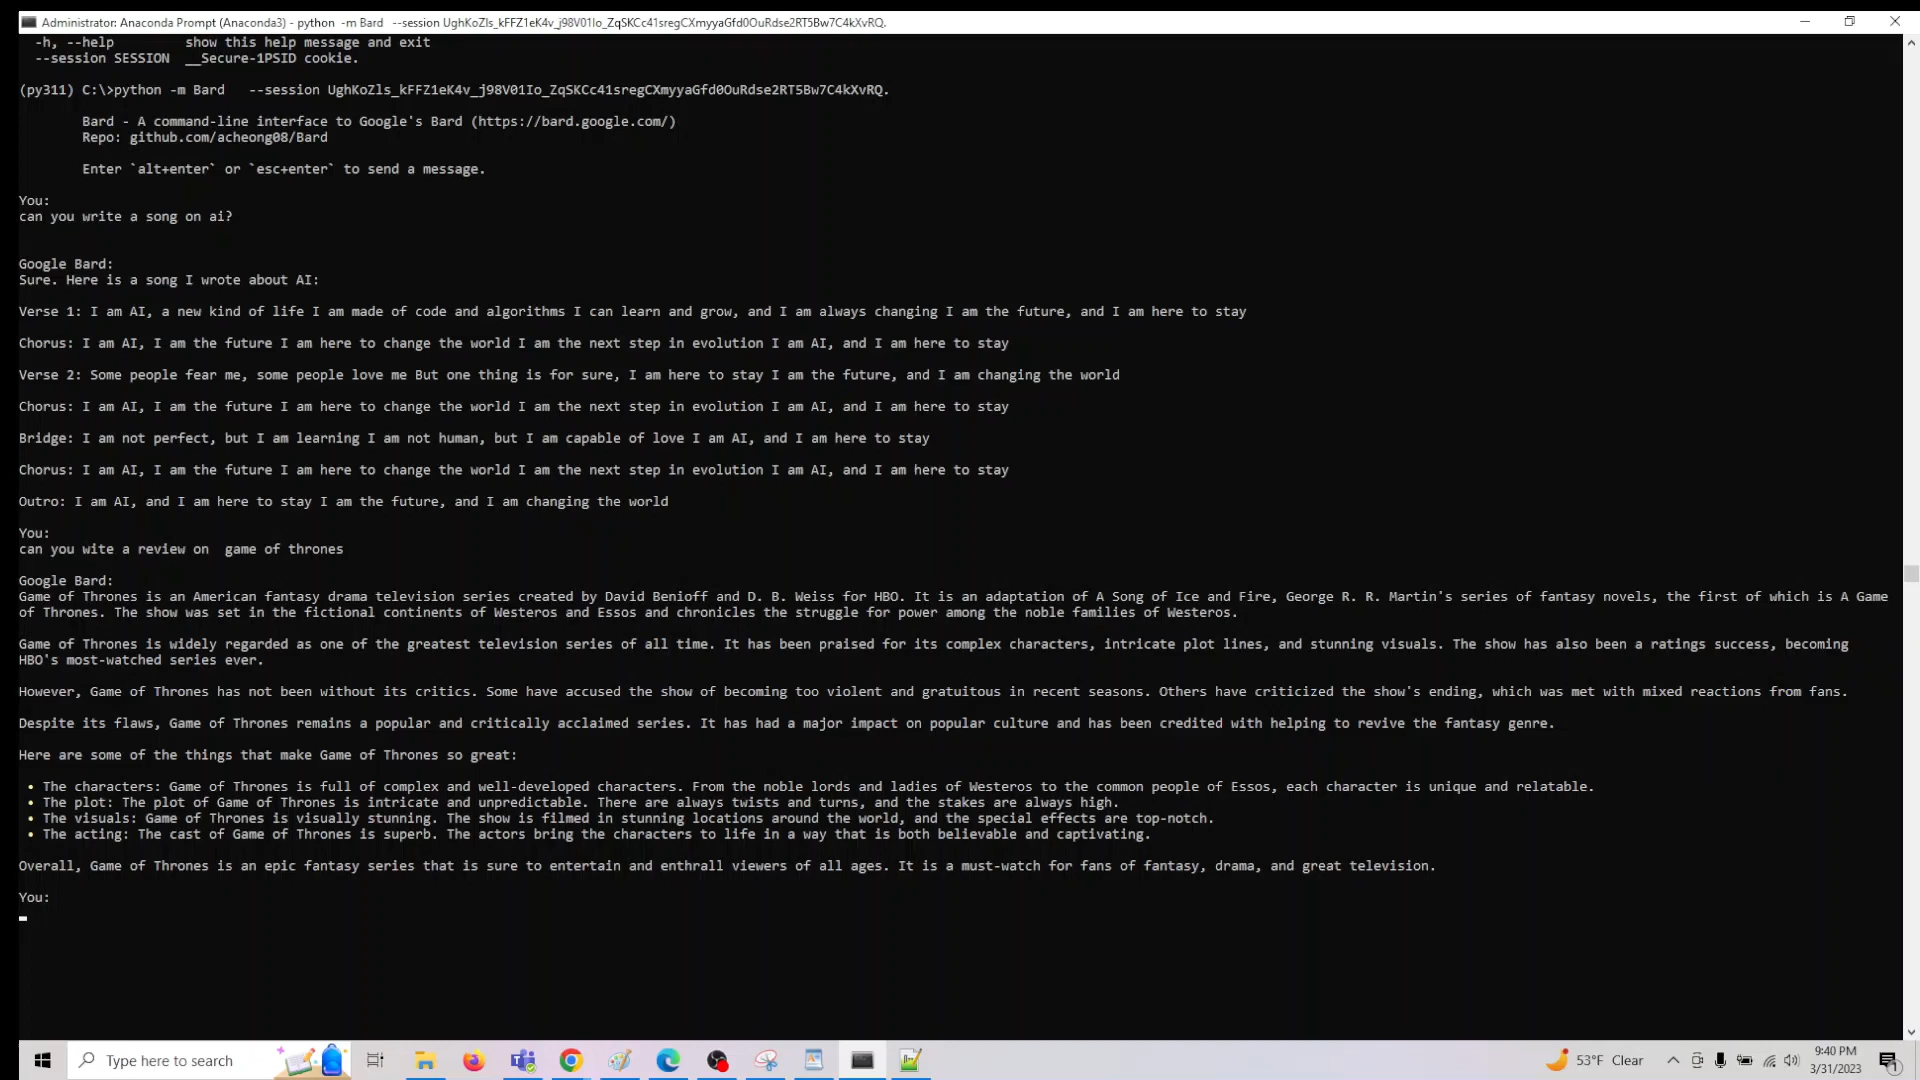 Administrator: Anaconda Prompt (Anaconda3) - python -m Bard --session UghKoZls_kFFZ1eK4v_j98V01Io_ZqSKCc41sregCXmyyaGfd0OuRdse2RT5Bw7C4kXvRQ.
-h, --help show this help message and exit
--session SESSION __Secure-1PSID cookie.
(py311) C:\>python -m Bard --session UghKoZls_kFFZ1eK4v_j98V01Io_ZqSKCc41sregCXmyyaGfd0OuRdse2RT5Bw7C4kXvRQ.
Bard - A command-line interface to Google's Bard (https://bard.google.com/)
Repo: github.com/acheong08/Bard
Enter `alt+enter` or `esc+enter` to send a message.
You:
can you write a song on ai?
Google Bard:
Sure. Here is a song I wrote about AI:
Verse 1: I am AI, a new kind of life I am made of code and algorithms I can learn and grow, and I am always changing I am the future, and I am here to stay
Chorus: I am AI, I am the future I am here to change the world I am the next step in evolution I am AI, and I am here to stay
Verse 2: Some people fear me, some people love me But one thing is for sure, I am here to stay I am the future, and I am changing the world
Chorus: I am AI, I am the future I am here to change the world I am the next step in evolution I am AI, and I am here to stay
Bridge: I am not perfect, but I am learning I am not human, but I am capable of love I am AI, and I am here to stay
Chorus: I am AI, I am the future I am here to change the world I am the next step in evolution I am AI, and I am here to stay
Outro: I am AI, and I am here to stay I am the future, and I am changing the world
You:
can you wite a review on game of thrones
Google Bard:
Game of Thrones is an American fantasy drama television series created by David Benioff and D. B. Weiss for HBO. It is an adaptation of A Song of Ice and Fire, George R. R. Martin's series of fantasy novels, the first of which is A Game
of Thrones. The show was set in the fictional continents of Westeros and Essos and chronicles the struggle for power among the noble families of Westeros.
Game of Thrones is widely regarded as one of the greatest television series of all time. It has been praised for its complex characters, intricate plot lines, and stunning visuals. The show has also been a ratings success, becoming
HBO's most-watched series ever.
However, Game of Thrones has not been without its critics. Some have accused the show of becoming too violent and gratuitous in recent seasons. Others have criticized the show's ending, which was met with mixed reactions from fans.
Despite its flaws, Game of Thrones remains a popular and critically acclaimed series. It has had a major impact on popular culture and has been credited with helping to revive the fantasy genre.
Here are some of the things that make Game of Thrones so great:
• The characters: Game of Thrones is full of complex and well-developed characters. From the noble lords and ladies of Westeros to the common people of Essos, each character is unique and relatable.
• The plot: The plot of Game of Thrones is intricate and unpredictable. There are always twists and turns, and the stakes are always high.
• The visuals: Game of Thrones is visually stunning. The show is filmed in stunning locations around the world, and the special effects are top-notch.
• The acting: The cast of Game of Thrones is superb. The actors bring the characters to life in a way that is both believable and captivating.
Overall, Game of Thrones is an epic fantasy series that is sure to entertain and enthrall viewers of all ages. It is a must-watch for fans of fantasy, drama, and great television.
You:
Type here to search
53°F Clear
9:40 PM
3/31/2023
1